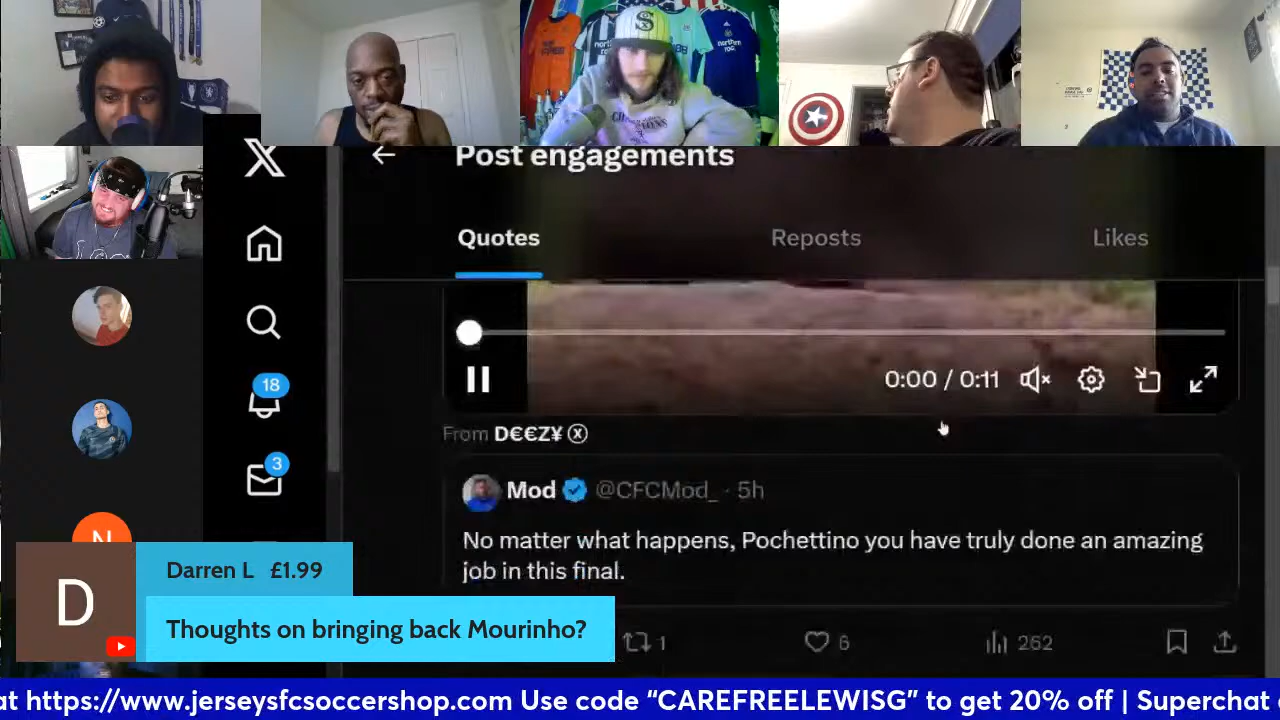 Post engagements
Quotes
Reposts
Likes
18
0:00 / 0:11
From D€€Z¥ Ⓧ
3
Mod @CFCMod_ · 5h
No matter what happens, Pochettino you have truly done an amazing
job in this final.
N
D
Darren L £1.99
Thoughts on bringing back Mourinho?
1
6
262
at https://www.jerseysfcsoccershop.com Use code “CAREFREELEWISG” to get 20% off | Superchat